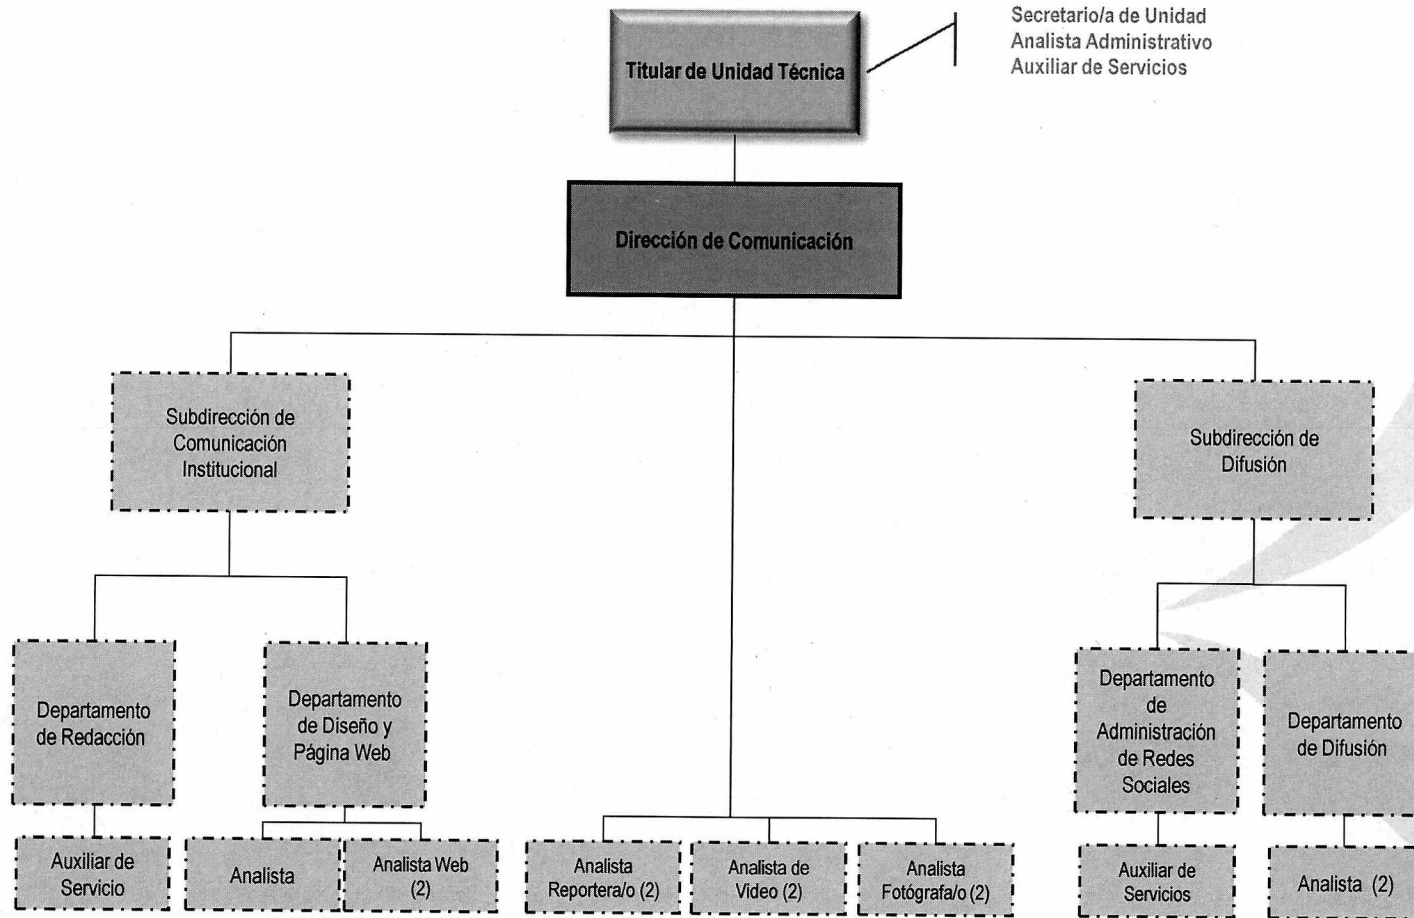 Secretario/a de Unidad
Analista Administrativo
Auxiliar de Servicios
Titular de Unidad Técnica
Dirección de Comunicación
Subdirección de
Comunicación
Institucional
Subdirección de
Difusión
Departamento
de Redacción
Departamento
de Diseño y
Página Web
Departamento
de
Administración
de Redes
Sociales
Departamento
de Difusión
Auxiliar de
Servicio
Analista
Analista Web
(2)
Analista
Reportera/o (2)
Analista de
Video (2)
Analista
Fotógrafa/o (2)
Auxiliar de
Servicios
Analista (2)